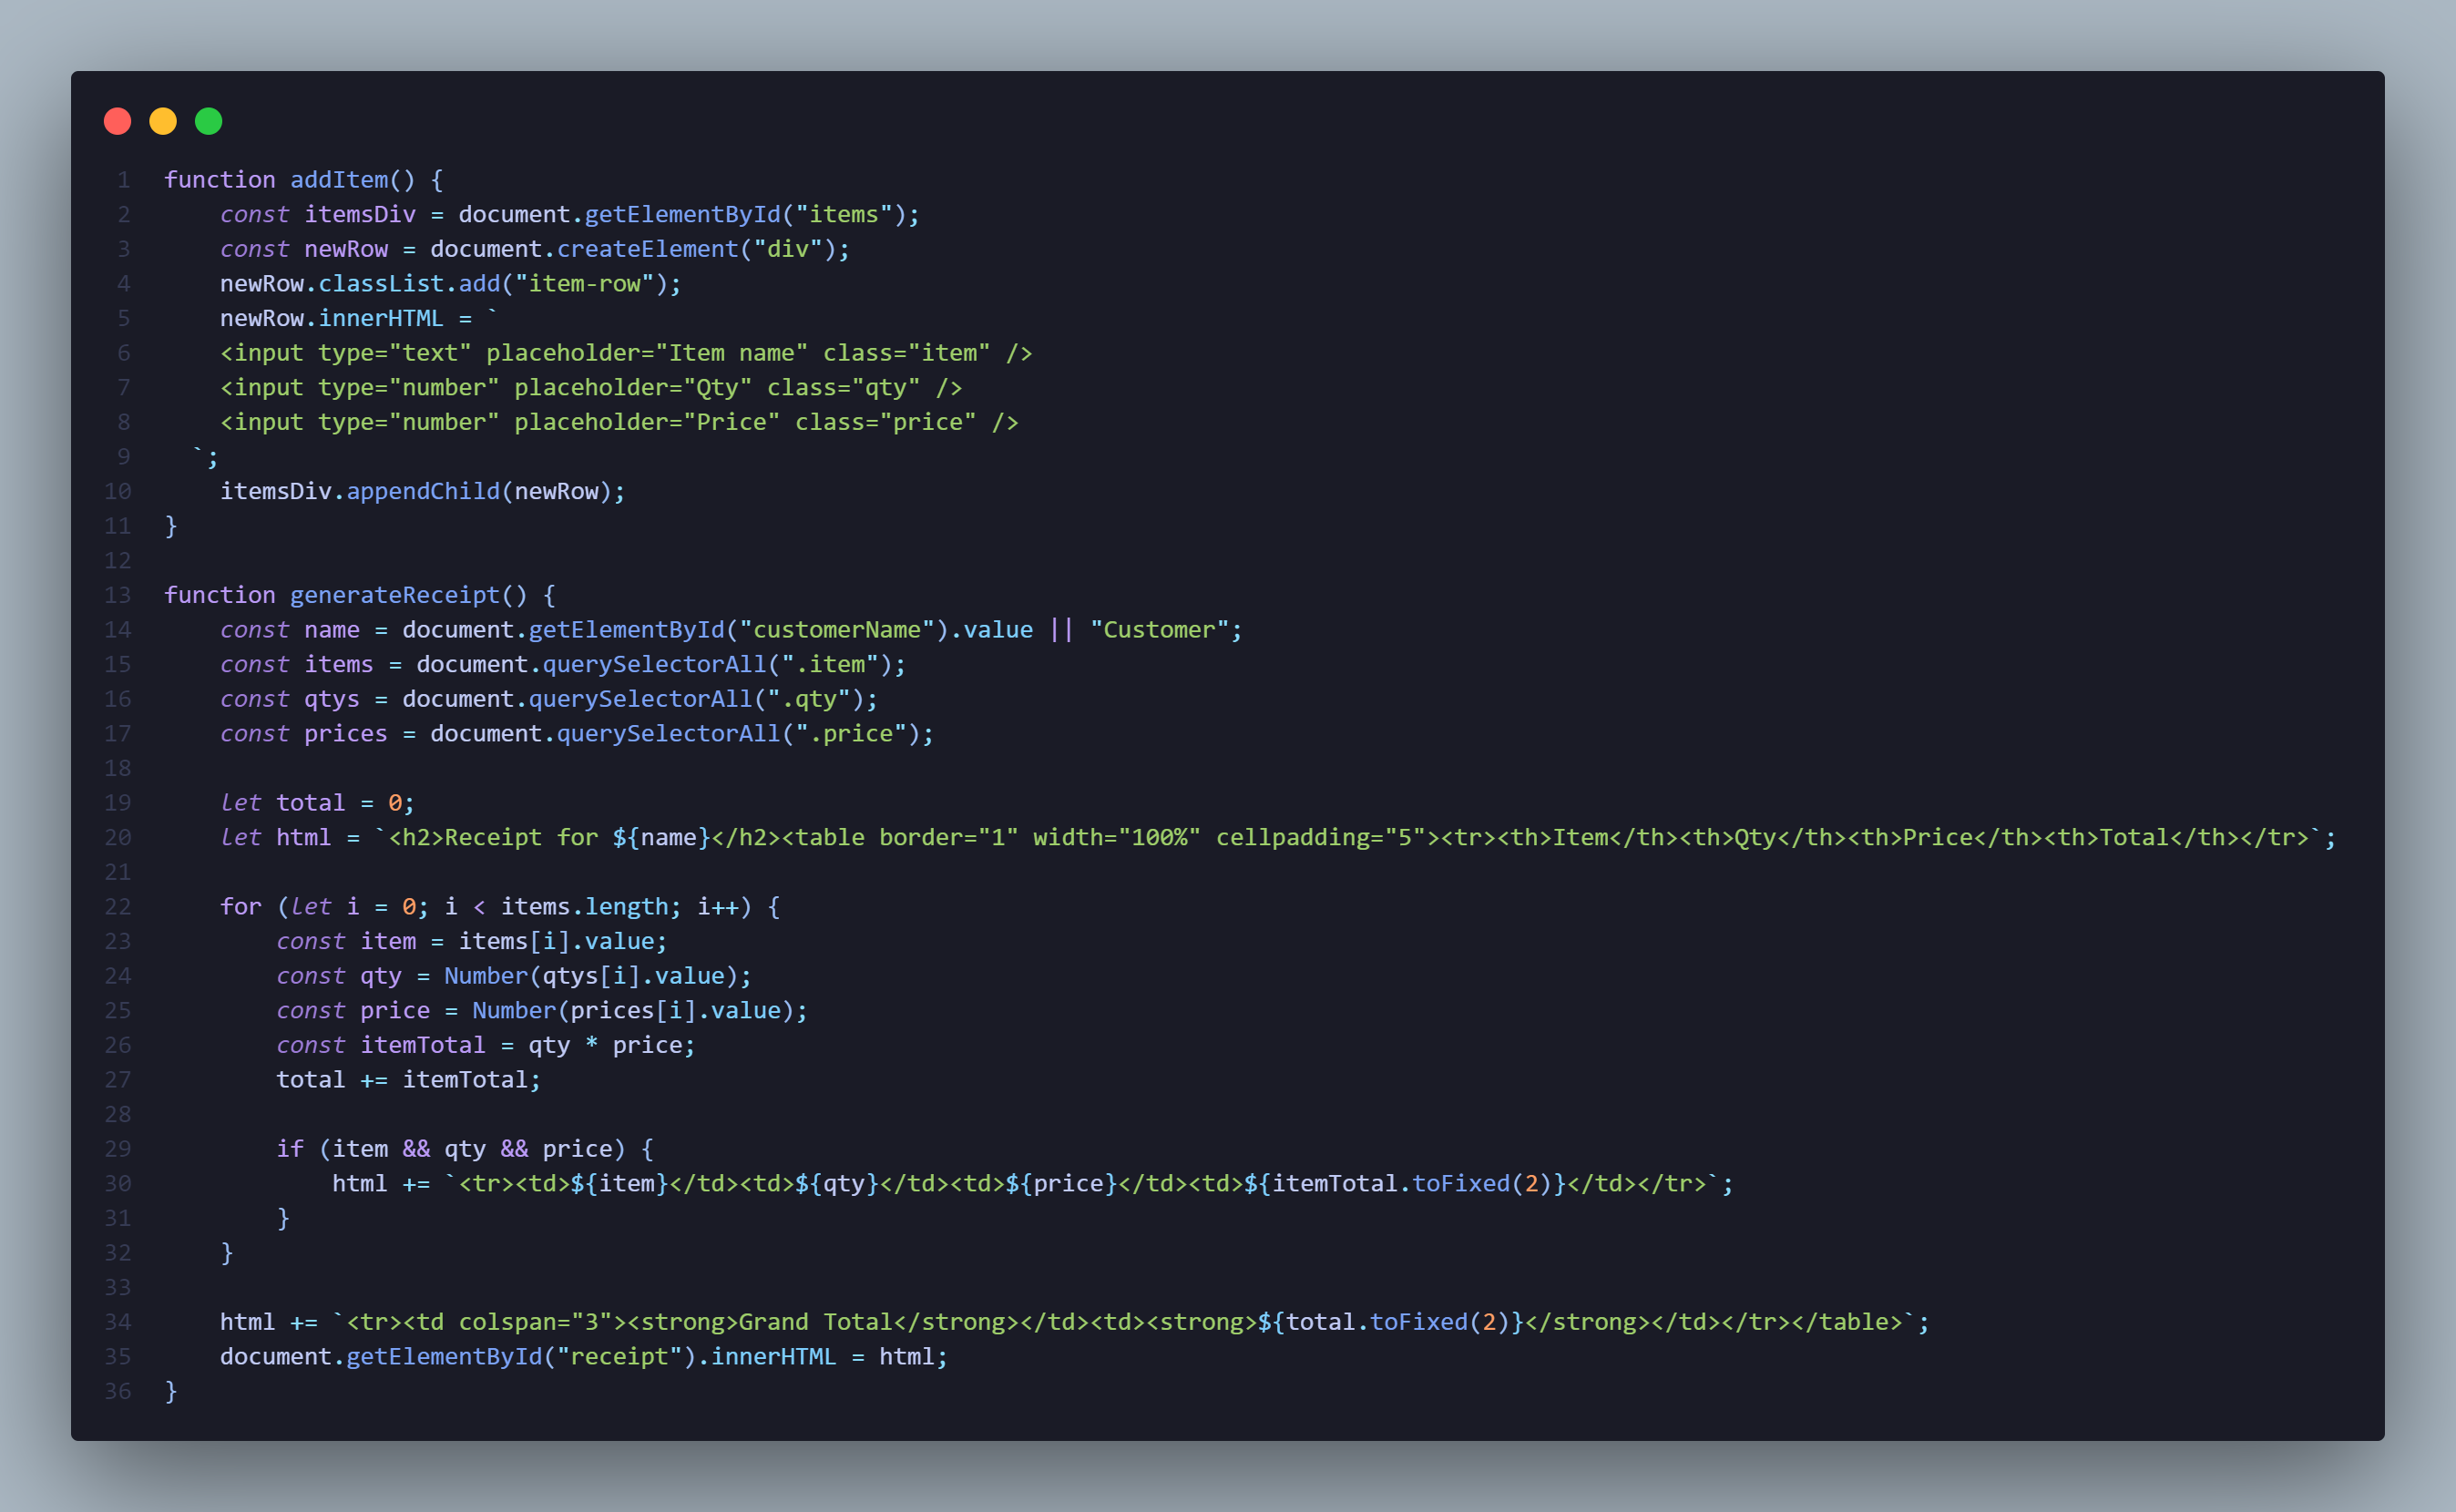 1 function addItem() {
2     const itemsDiv = document.getElementById("items");
3     const newRow = document.createElement("div");
4     newRow.classList.add("item-row");
5     newRow.innerHTML = `
6     <input type="text" placeholder="Item name" class="item" />
7     <input type="number" placeholder="Qty" class="qty" />
8     <input type="number" placeholder="Price" class="price" />
9   `;
10     itemsDiv.appendChild(newRow);
11 }
12
13 function generateReceipt() {
14     const name = document.getElementById("customerName").value || "Customer";
15     const items = document.querySelectorAll(".item");
16     const qtys = document.querySelectorAll(".qty");
17     const prices = document.querySelectorAll(".price");
18
19     let total = 0;
20     let html = `<h2>Receipt for ${name}</h2><table border="1" width="100%" cellpadding="5"><tr><th>Item</th><th>Qty</th><th>Price</th><th>Total</th></tr>`;
21
22     for (let i = 0; i < items.length; i++) {
23         const item = items[i].value;
24         const qty = Number(qtys[i].value);
25         const price = Number(prices[i].value);
26         const itemTotal = qty * price;
27         total += itemTotal;
28
29         if (item && qty && price) {
30             html += `<tr><td>${item}</td><td>${qty}</td><td>${price}</td><td>${itemTotal.toFixed(2)}</td></tr>`;
31         }
32     }
33
34     html += `<tr><td colspan="3"><strong>Grand Total</strong></td><td><strong>${total.toFixed(2)}</strong></td></tr></table>`;
35     document.getElementById("receipt").innerHTML = html;
36 }